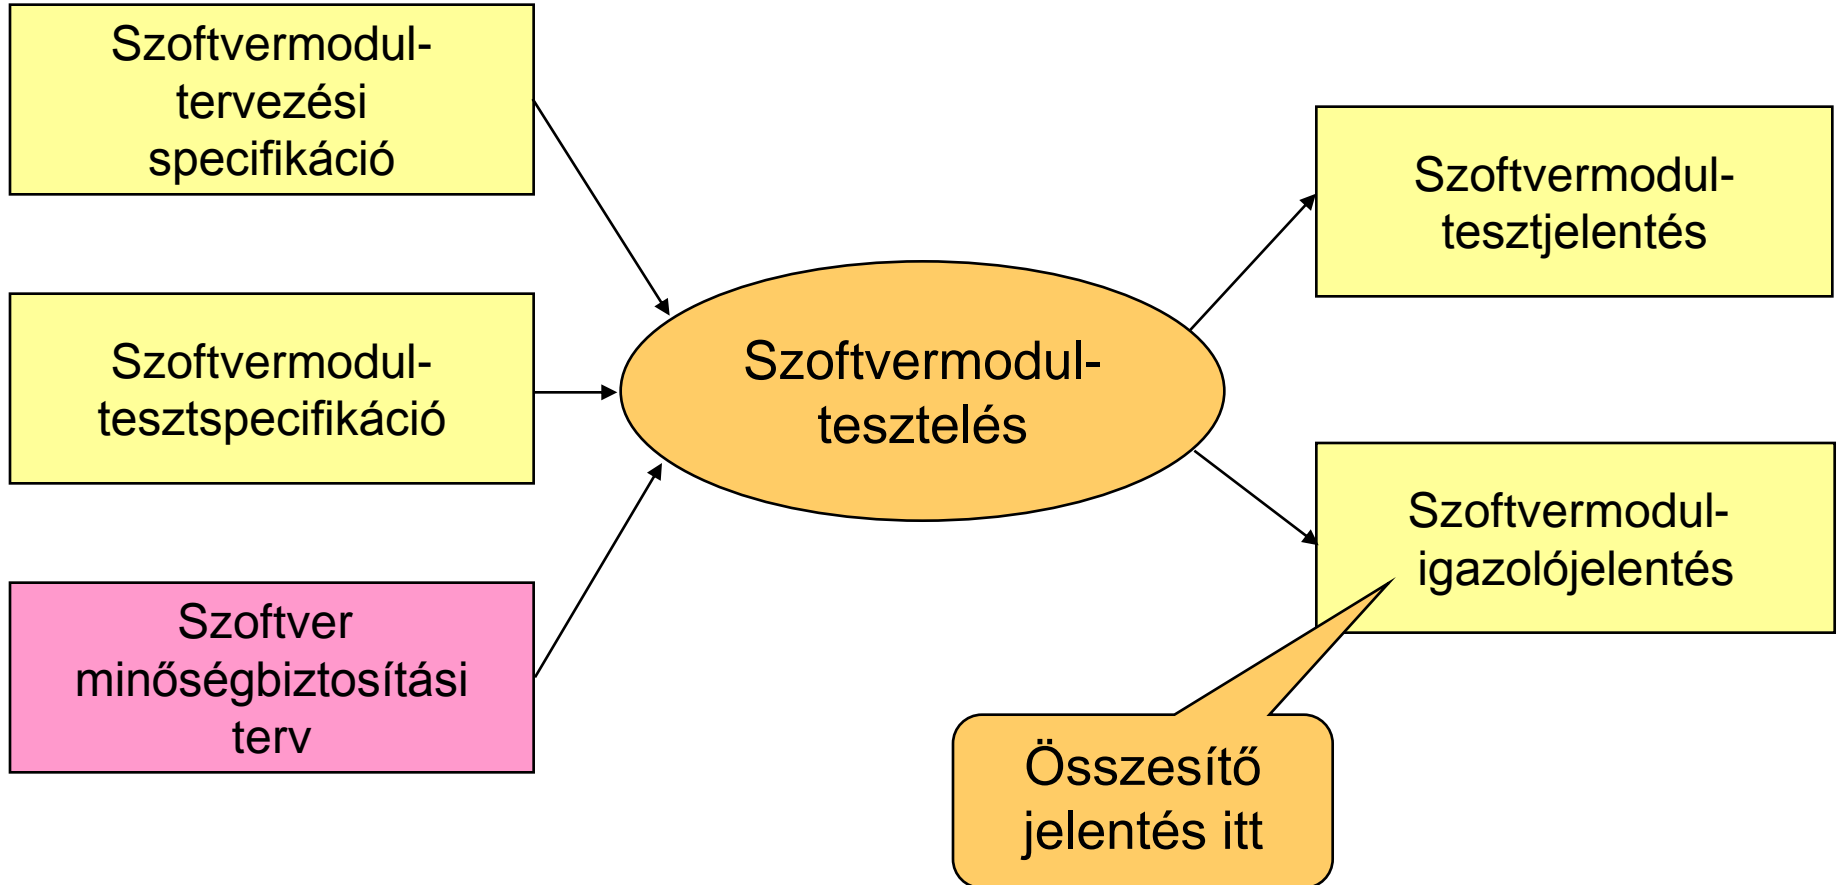 Szoftvermodul-
tervezési
specifikáció
Szoftvermodul-
tesztspecifikáció
Szoftver
minőségbiztosítási
terv
Szoftvermodul-
tesztelés
Szoftvermodul-
tesztjelentés
Szoftvermodul-
igazolójelentés
Összesítő
jelentés itt